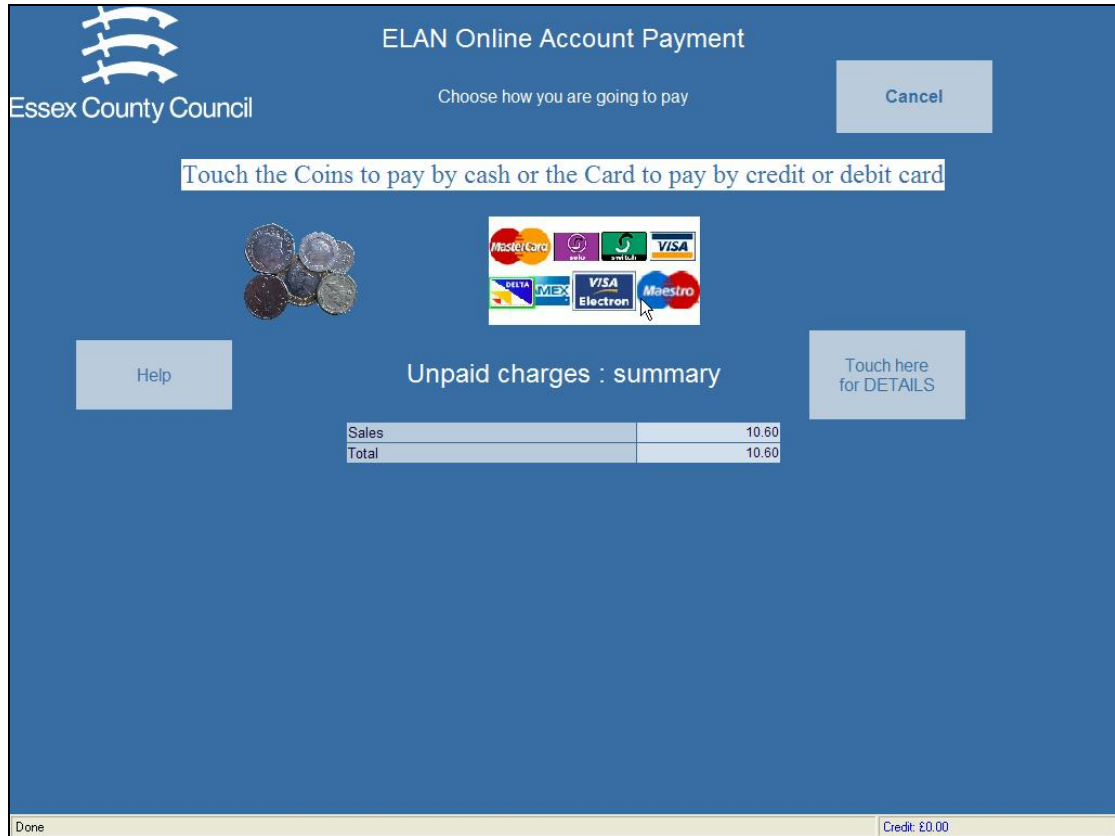 ELAN Online Account Payment
Essex County Council
Choose how you are going to pay
Cancel
Touch the Coins to pay by cash or the Card to pay by credit or debit card
MasterCard solo switch VISA
DELTA AMEX VISA Electron Maestro
Help
Unpaid charges : summary
Touch here
for DETAILS
Sales 10.60
Total 10.60
Done Credit: £0.00